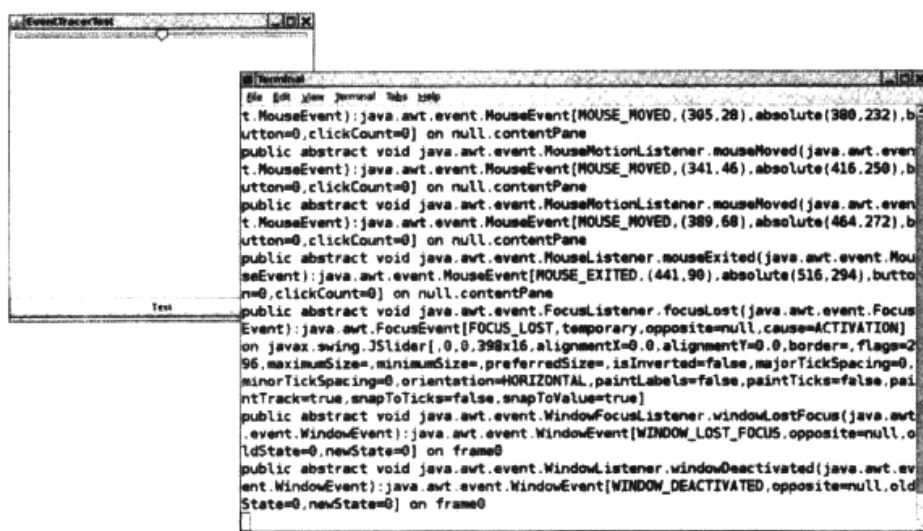 EventTracerTest
Test
Terminal
File Edit View Terminal Tabs Help
t.MouseEvent):java.awt.event.MouseEvent[MOUSE_MOVED,(305,28),absolute(380,232),b
utton=0,clickCount=0] on null.contentPane
public abstract void java.awt.event.MouseMotionListener.mouseMoved(java.awt.even
t.MouseEvent):java.awt.event.MouseEvent[MOUSE_MOVED,(341,46),absolute(416,250),b
utton=0,clickCount=0] on null.contentPane
public abstract void java.awt.event.MouseMotionListener.mouseMoved(java.awt.even
t.MouseEvent):java.awt.event.MouseEvent[MOUSE_MOVED,(389,68),absolute(464,272),b
utton=0,clickCount=0] on null.contentPane
public abstract void java.awt.event.MouseListener.mouseExited(java.awt.event.Mou
seEvent):java.awt.event.MouseEvent[MOUSE_EXITED,(441,90),absolute(516,294),butto
n=0,clickCount=0] on null.contentPane
public abstract void java.awt.event.FocusListener.focusLost(java.awt.event.Focus
Event):java.awt.FocusEvent[FOCUS_LOST,temporary,opposite=null,cause=ACTIVATION]
on javax.swing.JSlider[,0,0,398x16,alignmentX=0.0,alignmentY=0.0,border=,flags=2
96,maximumSize=,minimumSize=,preferredSize=,isInverted=false,majorTickSpacing=0,
minorTickSpacing=0,orientation=HORIZONTAL,paintLabels=false,paintTicks=false,pai
ntTrack=true,snapToTicks=false,snapToValue=true]
public abstract void java.awt.event.WindowFocusListener.windowLostFocus(java.awt
.event.WindowEvent):java.awt.event.WindowEvent[WINDOW_LOST_FOCUS,opposite=null,o
ldState=0,newState=0] on frame0
public abstract void java.awt.event.WindowListener.windowDeactivated(java.awt.ev
ent.WindowEvent):java.awt.event.WindowEvent[WINDOW_DEACTIVATED,opposite=null,old
State=0,newState=0] on frame0